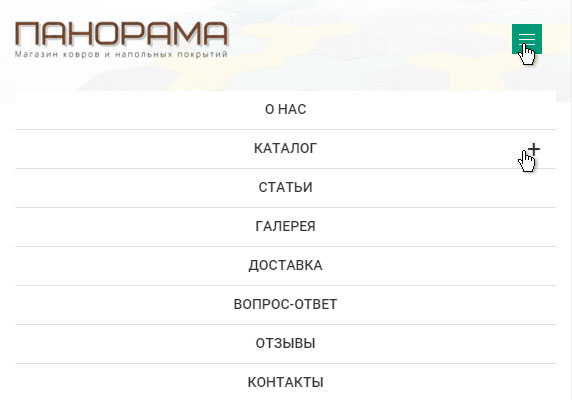 ПАНОРАМА
Магазин ковров и напольных покрытий
О НАС
КАТАЛОГ
СТАТЬИ
ГАЛЕРЕЯ
ДОСТАВКА
ВОПРОС-ОТВЕТ
ОТЗЫВЫ
КОНТАКТЫ